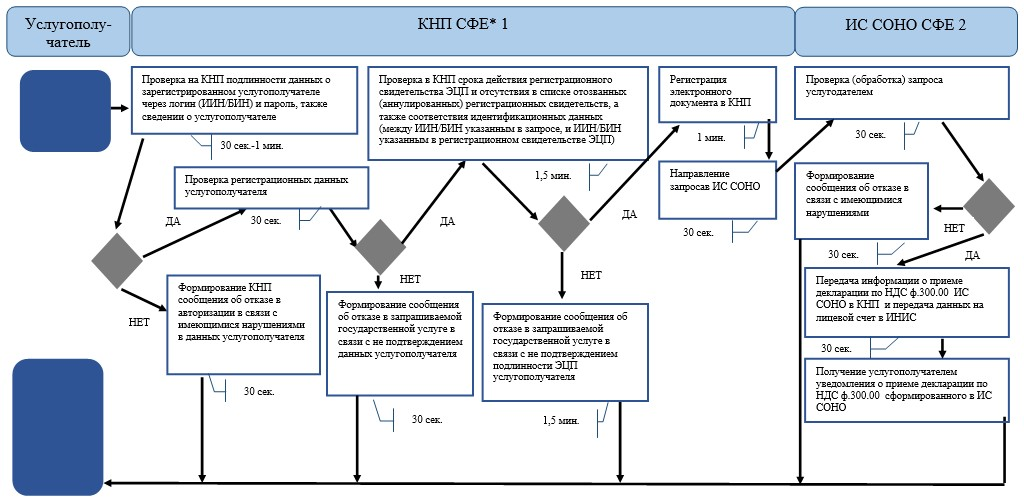 Услугополу-
чатель
КНП СФЕ* 1
ИС СОНО СФЕ 2
Проверка на КНП подлинности данных о
зарегистрированном услугополучателе
через логин (ИИН/БИН) и пароль, также
сведении о услугополучателе
30 сек.-1 мин.
Проверка в КНП срока действия регистрационного
свидетельства ЭЦП и отсутствия в списке отозванных
(аннулированных) регистрационных свидетельств, а
также соответствия идентификационных данных
(между ИИН/БИН указанным в запросе, и ИИН/БИН
указанным в регистрационном свидетельстве ЭЦП)
1,5 мин.
Регистрация
электронного
документа в КНП
1 мин.
Проверка (обработка) запроса
услугодателем
30 сек.
Проверка регистрационных данных
услугополучателя
30 сек.
Направление
запросав ИС СОНО
30 сек.
Формирование
сообщения об отказе в
связи с имеющимися
нарушениями
30 сек.
ДА
ДА
ДА
НЕТ
ДА
НЕТ
НЕТ
НЕТ
Формирование КНП
сообщения об отказе в
авторизации в связи с
имеющимися нарушениями
в данных услугополучателя
30 сек.
Формирование сообщения
об отказе в запрашиваемой
государственной услуге в
связи с не подтверждением
данных услугополучателя
30 сек.
Формирование сообщения об
отказе в запрашиваемой
государственной услуге в
связи с не подтверждением
подлинности ЭЦП
услугополучателя
1,5 мин.
Передача информации о приеме
декларации по НДС ф.300.00 ИС
СОНО в КНП и передача данных на
лицевой счет в ИНИС
30 сек.
Получение услугополучателем
уведомления о приеме декларации по
НДС ф.300.00 сформированного в ИС
СОНО